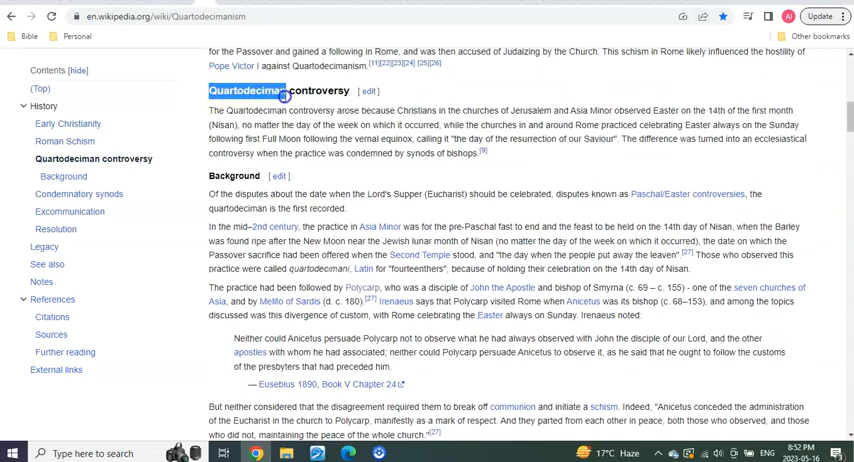 en.wikipedia.org/wiki/Quartodecimanism
AI
Update
Bible
Personal
Other bookmarks
for the Passover and gained a following in Rome, and was then accused of Judaizing by the Church. This schism in Rome likely influenced the hostility of
Pope Victor I against Quartodecimanism.[11][22][23][24] [25][26]
Contents [hide]
(Top)
History
Early Christianity
Roman Schism
Quartodeciman controversy
Background
Condemnatory synods
Excommunication
Resolution
Legacy
See also
Notes
References
Citations
Sources
Further reading
External links
Quartodeciman controversy [ edit ]
The Quartodeciman controversy arose because Christians in the churches of Jerusalem and Asia Minor observed Easter on the 14th of the first month
(Nisan), no matter the day of the week on which it occurred, while the churches in and around Rome practiced celebrating Easter always on the Sunday
following first Full Moon following the vernal equinox, calling it "the day of the resurrection of our Saviour". The difference was turned into an ecclesiastical
controversy when the practice was condemned by synods of bishops.[9]
Background [ edit ]
Of the disputes about the date when the Lord's Supper (Eucharist) should be celebrated, disputes known as Paschal/Easter controversies, the
quartodeciman is the first recorded.
In the mid–2nd century, the practice in Asia Minor was for the pre-Paschal fast to end and the feast to be held on the 14th day of Nisan, when the Barley
was found ripe after the New Moon near the Jewish lunar month of Nisan (no matter the day of the week on which it occurred), the date on which the
Passover sacrifice had been offered when the Second Temple stood, and "the day when the people put away the leaven".[27] Those who observed this
practice were called quartodecimani, Latin for "fourteenthers", because of holding their celebration on the 14th day of Nisan.
The practice had been followed by Polycarp, who was a disciple of John the Apostle and bishop of Smyrna (c. 69 – c. 155) - one of the seven churches of
Asia, and by Melito of Sardis (d. c. 180).[27] Irenaeus says that Polycarp visited Rome when Anicetus was its bishop (c. 68–153), and among the topics
discussed was this divergence of custom, with Rome celebrating the Easter always on Sunday. Irenaeus noted:
Neither could Anicetus persuade Polycarp not to observe what he had always observed with John the disciple of our Lord, and the other
apostles with whom he had associated; neither could Polycarp persuade Anicetus to observe it, as he said that he ought to follow the customs
of the presbyters that had preceded him.
— Eusebius 1890, Book V Chapter 24
But neither considered that the disagreement required them to break off communion and initiate a schism. Indeed, "Anicetus conceded the administration
of the Eucharist in the church to Polycarp, manifestly as a mark of respect. And they parted from each other in peace, both those who observed, and those
who did not, maintaining the peace of the whole church."[27]
Type here to search
17°C Haze
ENG
8:52 PM
2023-05-16
3